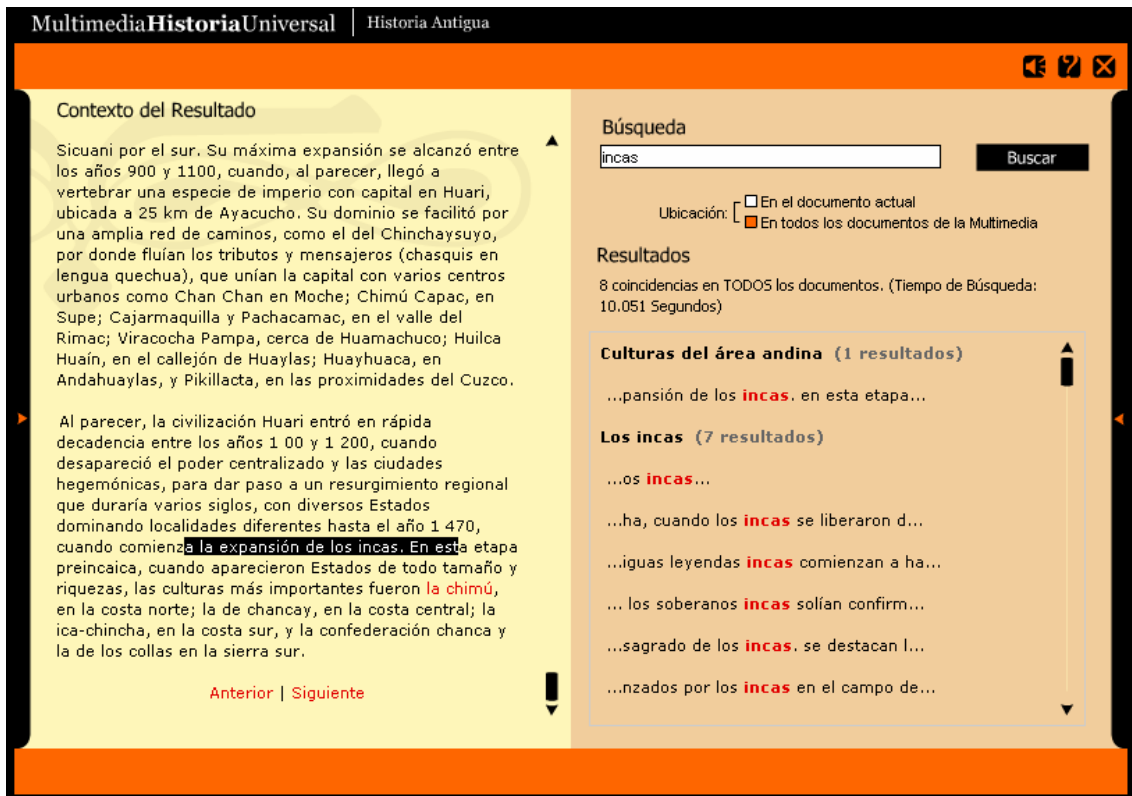 MultimediaHistoriaUniversal | Historia Antigua
Contexto del Resultado
Sicuani por el sur. Su máxima expansión se alcanzó entre
los años 900 y 1100, cuando, al parecer, llegó a
vertebrar una especie de imperio con capital en Huari,
ubicada a 25 km de Ayacucho. Su dominio se facilitó por
una amplia red de caminos, como el del Chinchaysuyo,
por donde fluían los tributos y mensajeros (chasquis en
lengua quechua), que unían la capital con varios centros
urbanos como Chan Chan en Moche; Chimú Capac, en
Supe; Cajarmaquilla y Pachacamac, en el valle del
Rimac; Viracocha Pampa, cerca de Huamachuco; Huilca
Huaín, en el callejón de Huaylas; Huayhuaca, en
Andahuaylas, y Pikillacta, en las proximidades del Cuzco.
Al parecer, la civilización Huari entró en rápida
decadencia entre los años 1 00 y 1 200, cuando
desapareció el poder centralizado y las ciudades
hegemónicas, para dar paso a un resurgimiento regional
que duraría varios siglos, con diversos Estados
dominando localidades diferentes hasta el año 1 470,
cuando comienza la expansión de los incas. En esta etapa
preincaica, cuando aparecieron Estados de todo tamaño y
riquezas, las culturas más importantes fueron la chimú,
en la costa norte; la de chancay, en la costa central; la
ica-chincha, en la costa sur, y la confederación chanca y
la de los collas en la sierra sur.
Anterior | Siguiente
Búsqueda
incas
Buscar
Ubicación:
En el documento actual
En todos los documentos de la Multimedia
Resultados
8 coincidencias en TODOS los documentos. (Tiempo de Búsqueda:
10.051 Segundos)
Culturas del área andina (1 resultados)
...pansión de los incas. en esta etapa...
Los incas (7 resultados)
...os incas...
...ha, cuando los incas se liberaron d...
...iguas leyendas incas comienzan a ha...
... los soberanos incas solían confirm...
...sagrado de los incas. se destacan l...
...nzados por los incas en el campo de...